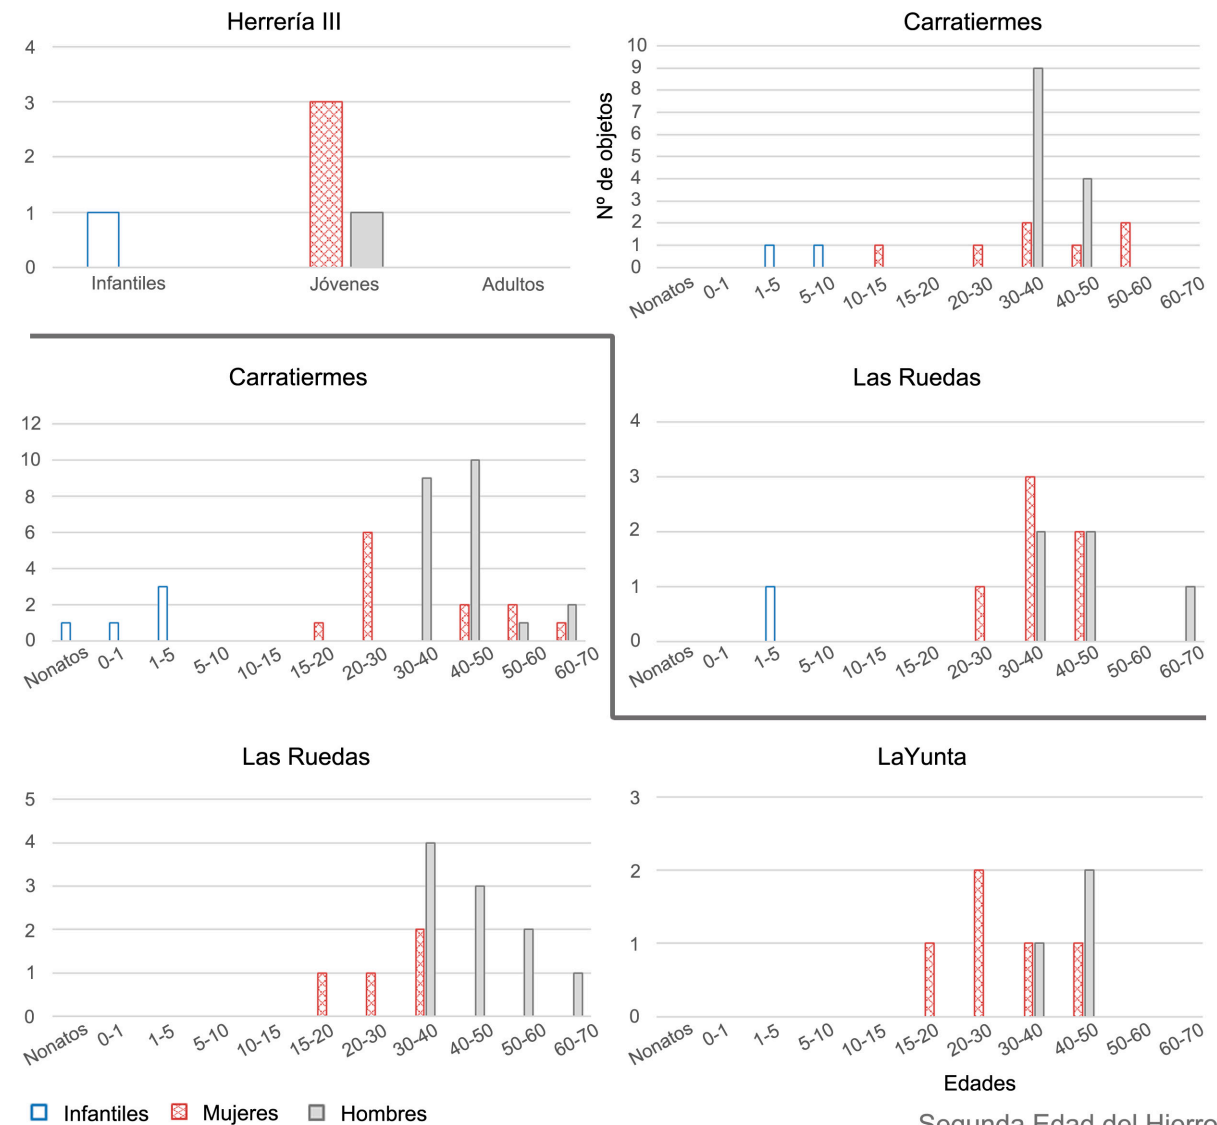 Herrería III
4
3
2
1
0
Infantiles Jóvenes Adultos
Carratiermes
Nº de objetos
10
9
8
7
6
5
4
3
2
1
0
Nonatos 0-1 1-5 5-10 10-15 15-20 20-30 30-40 40-50 50-60 60-70
Carratiermes
12
10
8
6
4
2
0
Nonatos 0-1 1-5 5-10 10-15 15-20 20-30 30-40 40-50 50-60 60-70
Las Ruedas
4
3
2
1
0
Nonatos 0-1 1-5 5-10 10-15 15-20 20-30 30-40 40-50 50-60 60-70
Las Ruedas
5
4
3
2
1
0
Nonatos 0-1 1-5 5-10 10-15 15-20 20-30 30-40 40-50 50-60 60-70
LaYunta
3
2
1
0
Nonatos 0-1 1-5 5-10 10-15 15-20 20-30 30-40 40-50 50-60 60-70
Edades
Infantiles Mujeres Hombres
Segunda Edad del Hierro